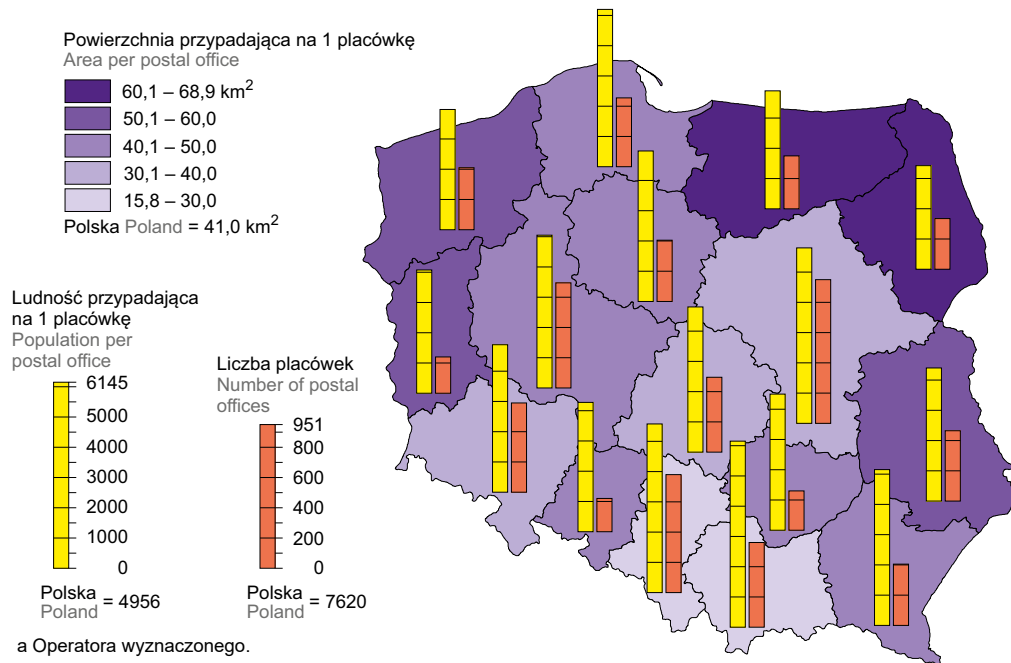 Powierzchnia przypadająca na 1 placówkę
Area per postal office
60,1 – 68,9 km²
50,1 – 60,0
40,1 – 50,0
30,1 – 40,0
15,8 – 30,0
Polska Poland = 41,0 km²
Ludność przypadająca
na 1 placówkę
Population per
postal office
6145
5000
4000
3000
2000
1000
0
Polska
Poland = 4956
Liczba placówek
Number of postal
offices
951
800
600
400
200
0
Polska
Poland = 7620
a Operatora wyznaczonego.